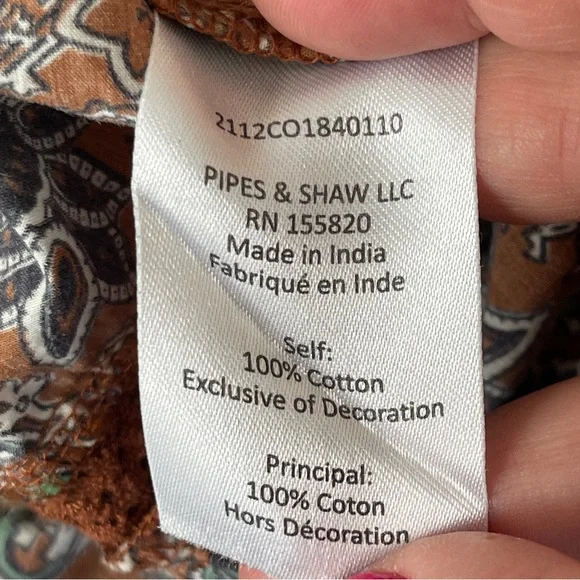 2112CO1840110
PIPES & SHAW LLC
RN 155820
Made in India
Fabriqué en Inde
Self:
100% Cotton
Exclusive of Decoration
Principal:
100% Coton
Hors Décoration